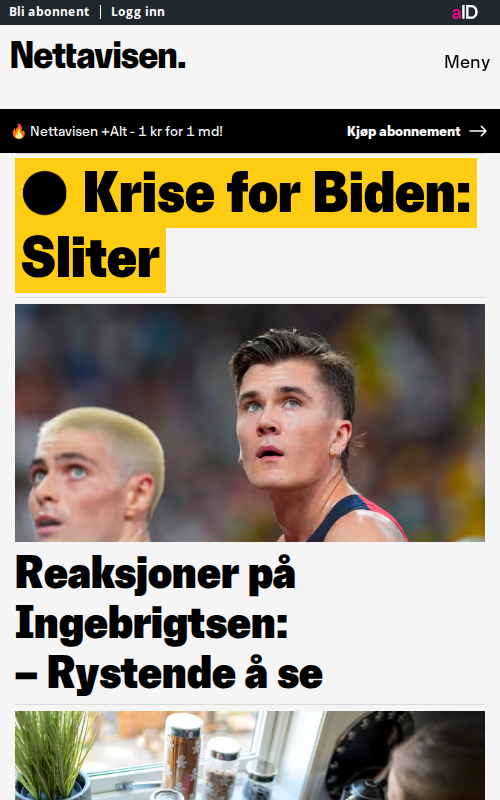 Bli abonnent | Logg inn
aID
Nettavisen.
Meny
🔥 Nettavisen +Alt - 1 kr for 1 md!
Kjøp abonnement →
● Krise for Biden:
Sliter
Reaksjoner på
Ingebrigtsen:
– Rystende å se